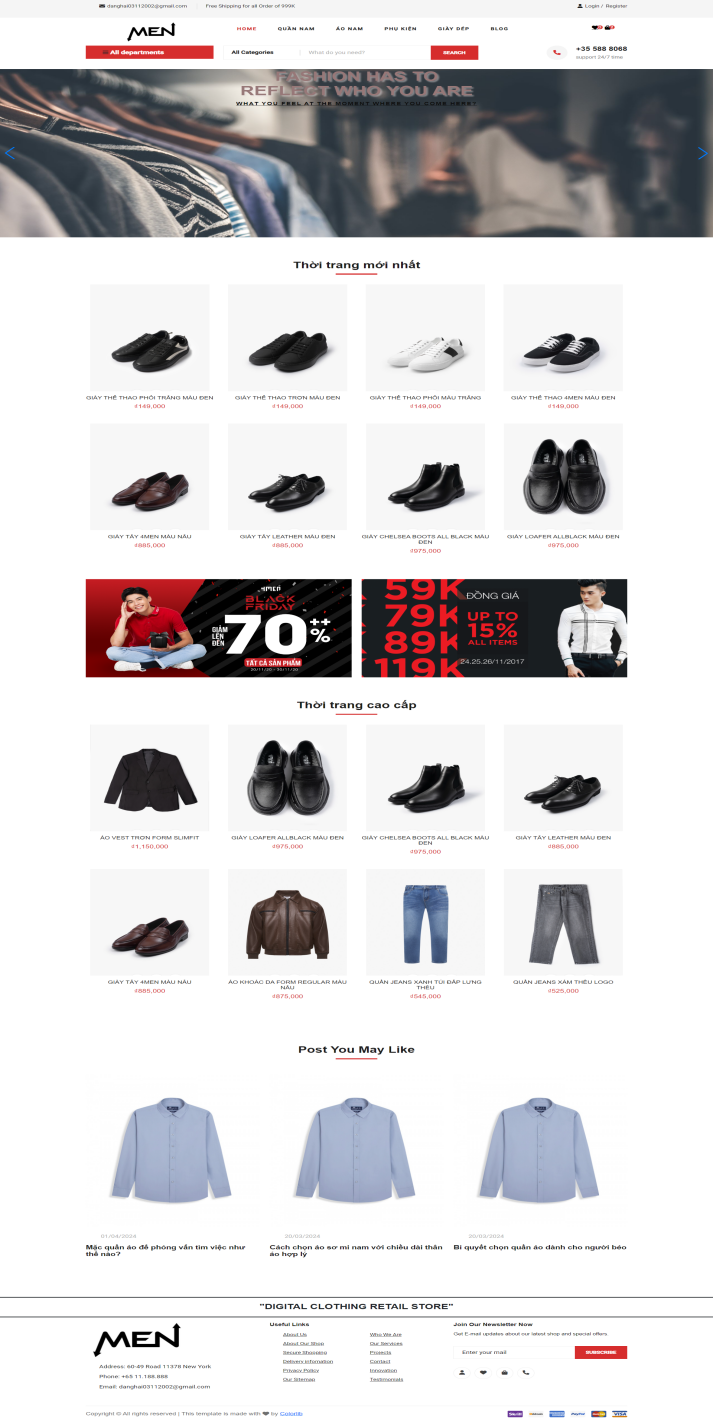 danghai03112002@gmail.com
Free Shipping for all Order of 999K
Login / Register
MEN
HOME
QUẦN NAM
ÁO NAM
PHỤ KIỆN
GIÀY DÉP
BLOG
All departments
All Categories
What do you need?
SEARCH
+35 588 8068
support 24/7 time
FASHION HAS TO
REFLECT WHO YOU ARE
WHAT YOU FEEL AT THE MOMENT WHERE YOU COME HERE?
Thời trang mới nhất
GIÀY THỂ THAO PHỐI TRẮNG MÀU ĐEN
₫149,000
GIÀY THỂ THAO TRƠN MÀU ĐEN
₫149,000
GIÀY THỂ THAO PHỐI MÀU TRẮNG
₫149,000
GIÀY THỂ THAO 4MEN MÀU ĐEN
₫149,000
GIÀY TÂY 4MEN MÀU NÂU
₫885,000
GIÀY TÂY LEATHER MÀU ĐEN
₫885,000
GIÀY CHELSEA BOOTS ALL BLACK MÀU
ĐEN
₫975,000
GIÀY LOAFER ALLBLACK MÀU ĐEN
₫975,000
4MEN
BLACK
FRIDAY
GIẢM
LÊN
ĐẾN
70++
%
TẤT CẢ SẢN PHẨM
20/11/20 - 30/11/20
59K
79K
89K
119K
ĐỒNG GIÁ
UP TO
15%
ALL ITEMS
24.25.26/11/2017
Thời trang cao cấp
ÁO VEST TRƠN FORM SLIMFIT
₫1,150,000
GIÀY LOAFER ALLBLACK MÀU ĐEN
₫975,000
GIÀY CHELSEA BOOTS ALL BLACK MÀU
ĐEN
₫975,000
GIÀY TÂY LEATHER MÀU ĐEN
₫885,000
GIÀY TÂY 4MEN MÀU NÂU
₫885,000
ÁO KHOÁC DA FORM REGULAR MÀU
NÂU
₫875,000
QUẦN JEANS XANH TÚI ĐẮP LƯNG
THÊU
₫545,000
QUẦN JEANS XÁM THÊU LOGO
₫525,000
Post You May Like
01/04/2024
Mặc quần áo để phỏng vấn tìm việc như
thế nào?
30/03/2024
Cách chọn áo sơ mi nam với chiều dài thân
áo hợp lý
30/03/2024
Bí quyết chọn quần áo dành cho người béo
"DIGITAL CLOTHING RETAIL STORE"
MEN
Address: 60-49 Road 11378 New York
Phone: +65 11.188.888
Email: danghai03112002@gmail.com
Useful Links
About Us
About Our Shop
Secure Shopping
Delivery infomation
Privacy Policy
Our Sitemap
Who We Are
Our Services
Projects
Contact
Innovation
Testimonials
Join Our Newsletter Now
Get E-mail updates about our latest shop and special offers.
Enter your mail
SUBSCRIBE
Copyright © All rights reserved | This template is made with ❤ by Colorlib
PayPal
VISA